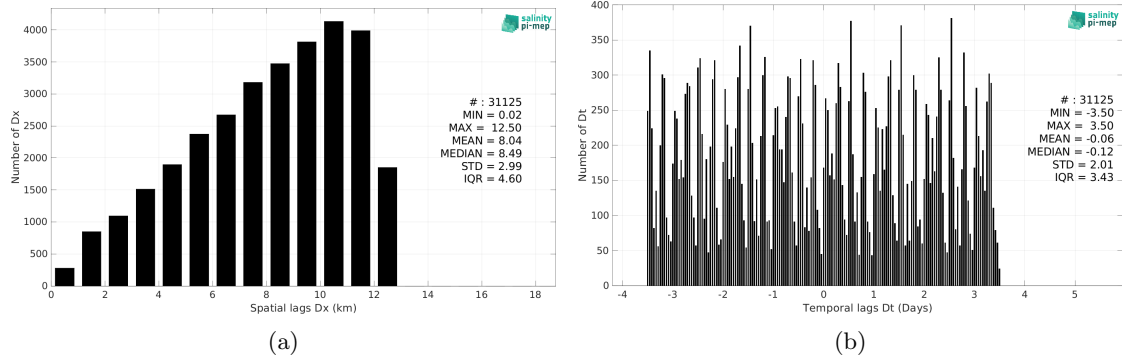 salinity
pi-mep
4000
3500
3000
2500
2000
1500
1000
500
0
Number of Dx
# : 31125
MIN = 0.02
MAX = 12.50
MEAN = 8.04
MEDIAN = 8.49
STD = 2.99
IQR = 4.60
0 2 4 6 8 10 12 14 16 18
Spatial lags Dx (km)
(a)
salinity
pi-mep
400
350
300
250
200
150
100
50
0
Number of Dt
# : 31125
MIN = -3.50
MAX = 3.50
MEAN = -0.06
MEDIAN = -0.12
STD = 2.01
IQR = 3.43
-4 -3 -2 -1 0 1 2 3 4 5
Temporal lags Dt (Days)
(b)